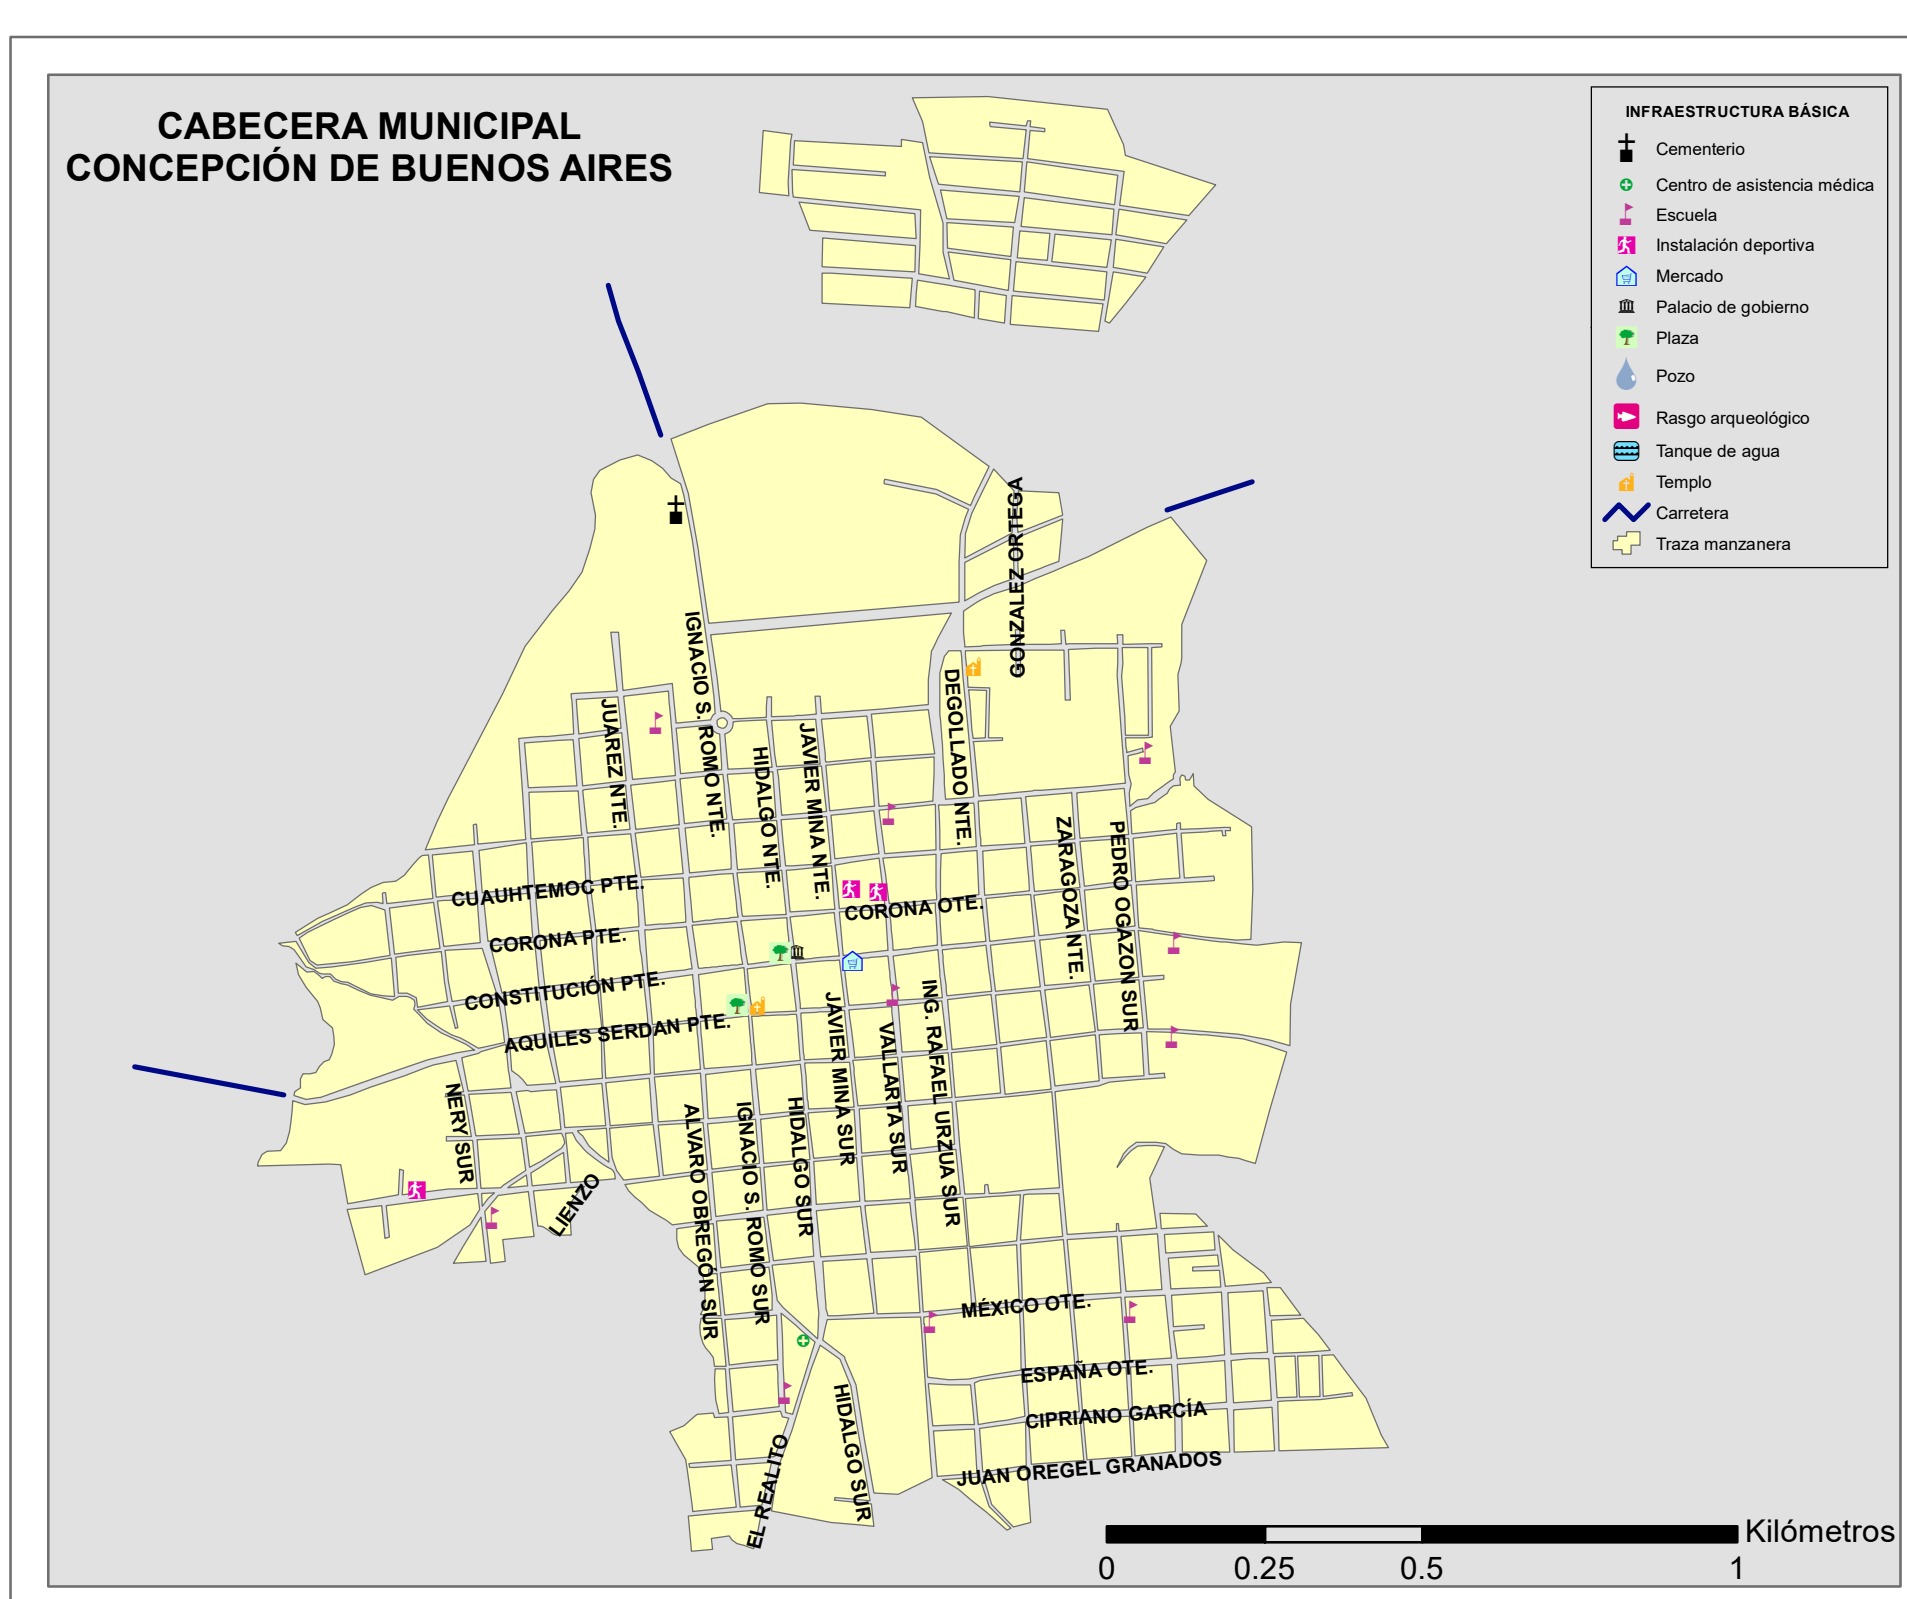 CABECERA MUNICIPAL
CONCEPCIÓN DE BUENOS AIRES
INFRAESTRUCTURA BÁSICA
Cementerio
Centro de asistencia médica
Escuela
Instalación deportiva
Mercado
Palacio de gobierno
Plaza
Pozo
Rasgo arqueológico
Tanque de agua
Templo
Carretera
Traza manzanera
GONZALEZ ORTEGA
IGNACIO S. ROMO NTE.
DEGOLLADO NTE.
JUAREZ NTE.
HIDALGO NTE.
JAVIER MINA NTE.
ZARAGOZA NTE.
PEDRO OGAZON SUR
CUAUHTEMOC PTE.
CORONA OTE.
CORONA PTE.
CONSTITUCIÓN PTE.
AQUILES SERDAN PTE.
JAVIER MINA SUR
VALLARTA SUR
ING. RAFAEL URZUA SUR
NERY SUR
ALVARO OBREGÓN SUR
IGNACIO S. ROMO SUR
HIDALGO SUR
LIENZO
MÉXICO OTE.
ESPAÑA OTE.
CIPRIANO GARCÍA
HIDALGO SUR
EL REALITO
JUAN OREGEL GRANADOS
Kilómetros
0 0.25 0.5 1